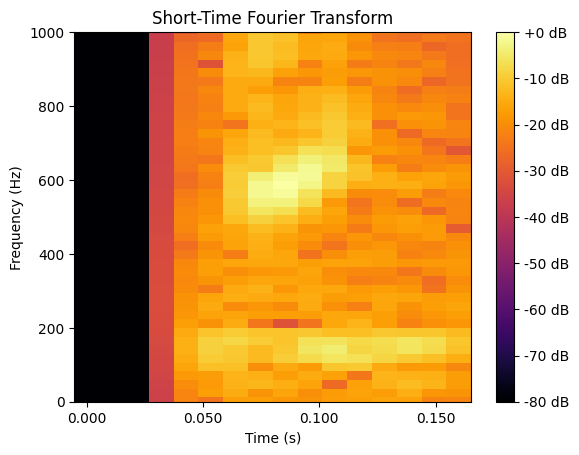 Short-Time Fourier Transform
Frequency (Hz)
1000
800
600
400
200
0
0.000
0.050
0.100
0.150
Time (s)
+0 dB
-10 dB
-20 dB
-30 dB
-40 dB
-50 dB
-60 dB
-70 dB
-80 dB